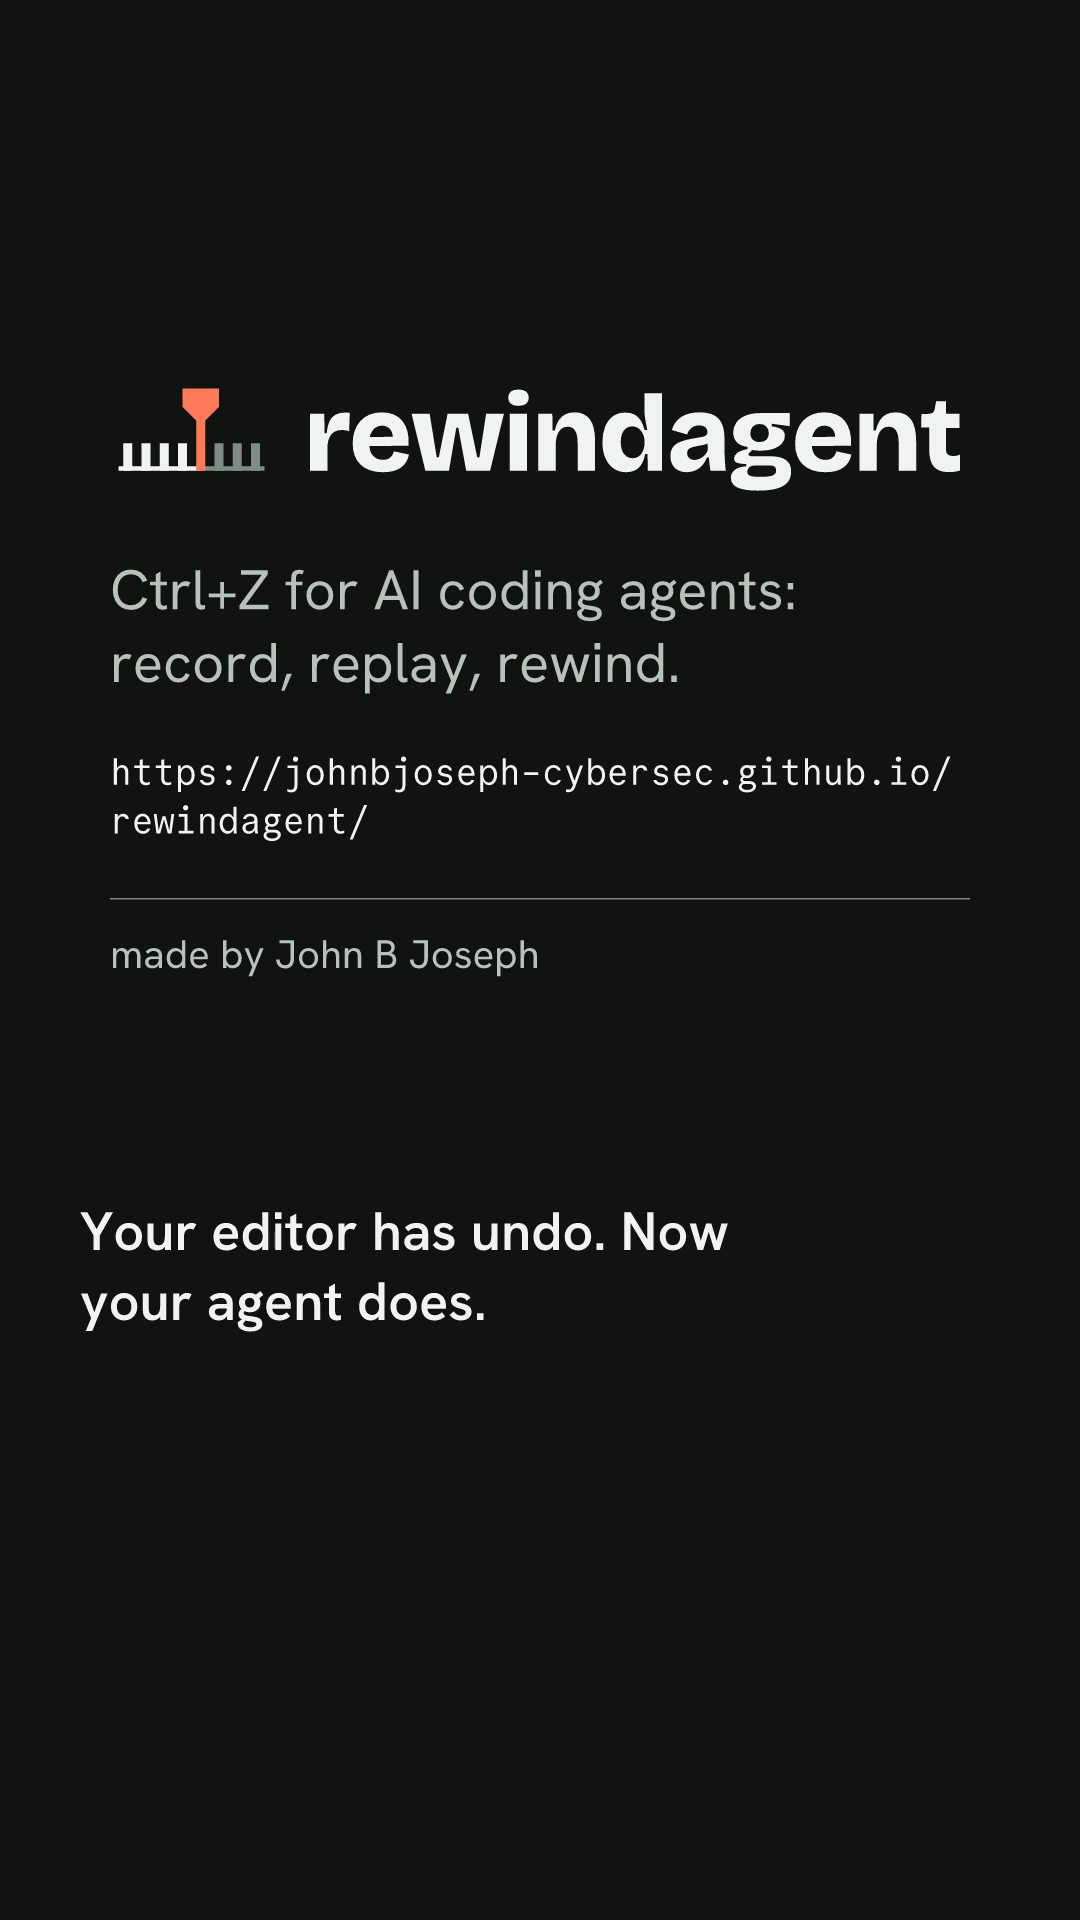 rewindagent
Ctrl+Z for AI coding agents:
record, replay, rewind.
https://johnbjoseph-cybersec.github.io/
rewindagent/
made by John B Joseph
Your editor has undo. Now
your agent does.